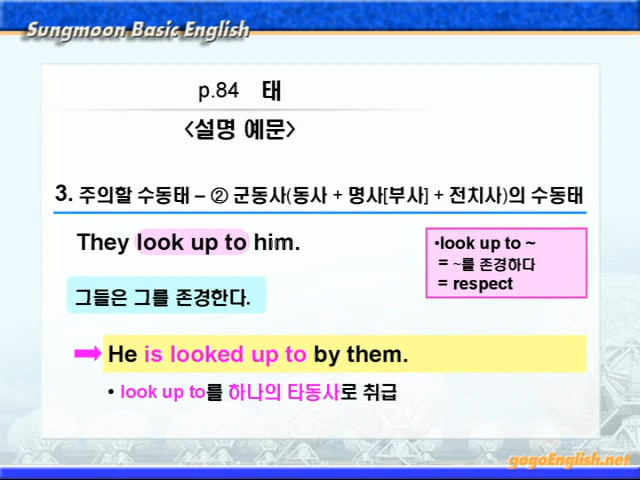 Sungmoon Basic English
p.84 태
<설명 예문>
3. 주의할 수동태 – ② 군동사(동사 + 명사[부사] + 전치사)의 수동태
They look up to him.
•look up to ~
= ~를 존경하다
= respect
그들은 그를 존경한다.
➡ He is looked up to by them.
• look up to를 하나의 타동사로 취급
gogoEnglish.net